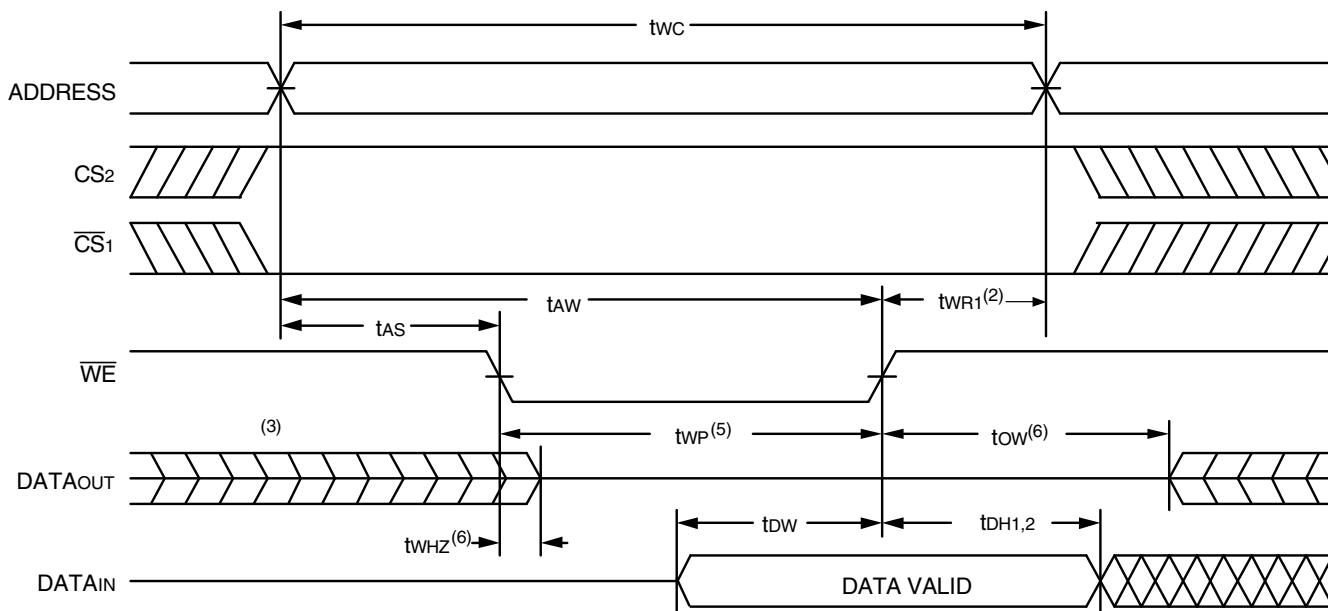 tWC
ADDRESS
CS2
CS1
tAW
tWR1(2)
tAS
WE
(3)
tWP(5)
tOW(6)
DATAOUT
tDW
tDH1,2
tWHZ(6)
DATAIN
DATA VALID